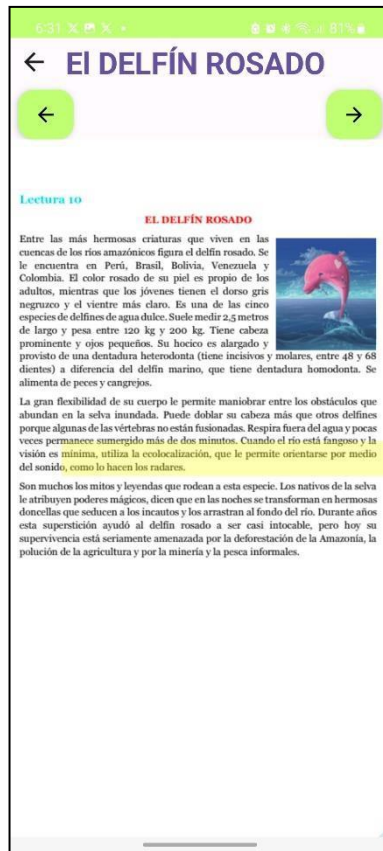 6:31
81%
El DELFÍN ROSADO
Lectura 10
EL DELFÍN ROSADO
Entre las más hermosas criaturas que viven en las
cuencas de los ríos amazónicos figura el delfín rosado. Se
le encuentra en Perú, Brasil, Bolivia, Venezuela y
Colombia. El color rosado de su piel es propio de los
adultos, mientras que los jóvenes tienen el dorso gris
negruzco y el vientre más claro. Es una de las cinco
especies de delfines de agua dulce. Suele medir 2,5 metros
de largo y pesa entre 120 kg y 200 kg. Tiene cabeza
prominente y ojos pequeños. Su hocico es alargado y
provisto de una dentadura heterodonta (tiene incisivos y molares, entre 48 y 68
dientes) a diferencia del delfín marino, que tiene dentadura homodonta. Se
alimenta de peces y cangrejos.
La gran flexibilidad de su cuerpo le permite maniobrar entre los obstáculos que
abundan en la selva inundada. Puede doblar su cabeza más que otros delfines
porque algunas de las vértebras no están fusionadas. Respira fuera del agua y pocas
veces permanece sumergido más de dos minutos. Cuando el río está fangoso y la
visión es mínima, utiliza la ecolocalización, que le permite orientarse por medio
del sonido, como lo hacen los radares.
Son muchos los mitos y leyendas que rodean a esta especie. Los nativos de la selva
le atribuyen poderes mágicos, dicen que en las noches se transforman en hermosas
doncellas que seducen a los incautos y los arrastran al fondo del río. Durante años
esta superstición ayudó al delfín rosado a ser casi intocable, pero hoy su
supervivencia está seriamente amenazada por la deforestación de la Amazonía, la
polución de la agricultura y por la minería y la pesca informales.